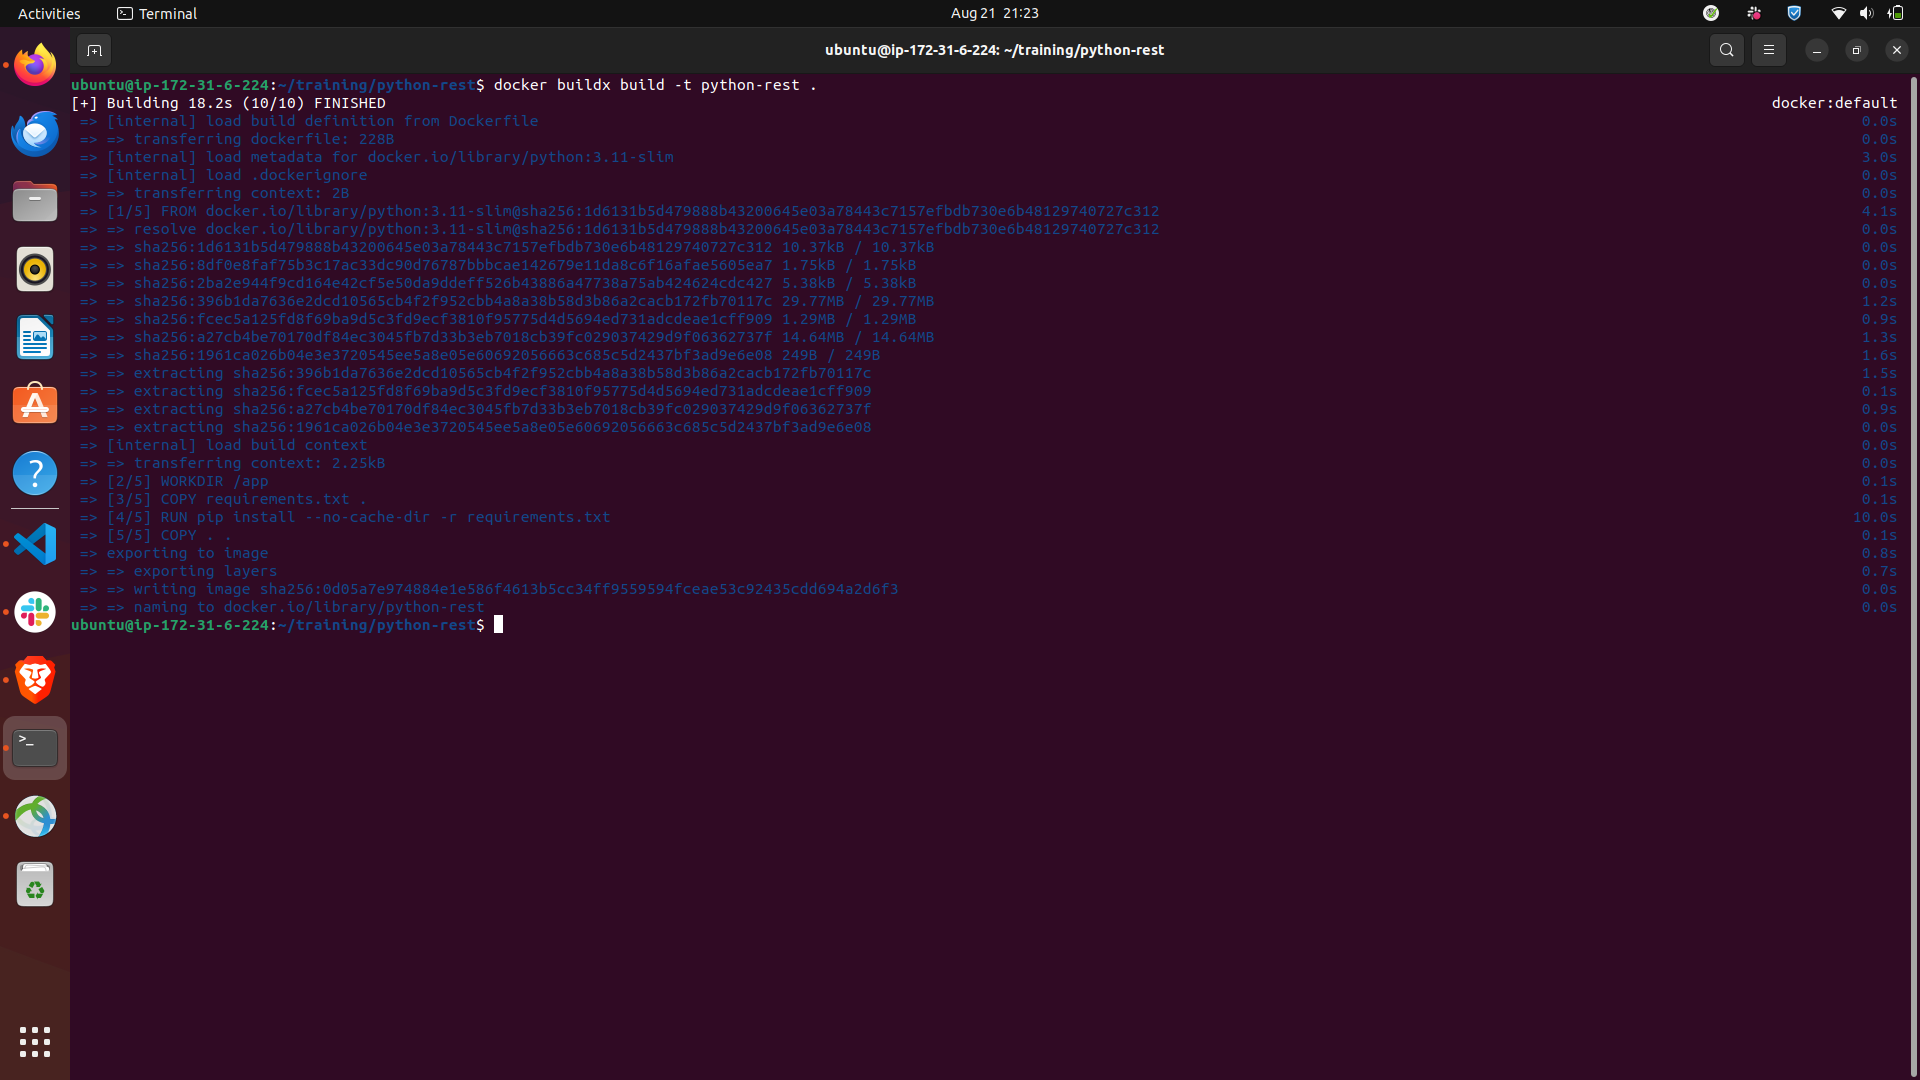 Activities
Terminal
Aug 21 21:23
ubuntu@ip-172-31-6-224: ~/training/python-rest
ubuntu@ip-172-31-6-224:~/training/python-rest$ docker buildx build -t python-rest .
[+] Building 18.2s (10/10) FINISHED docker:default
=> [internal] load build definition from Dockerfile 0.0s
=> => transferring dockerfile: 228B 0.0s
=> [internal] load metadata for docker.io/library/python:3.11-slim 3.0s
=> [internal] load .dockerignore 0.0s
=> => transferring context: 2B 0.0s
=> [1/5] FROM docker.io/library/python:3.11-slim@sha256:1d6131b5d479888b43200645e03a78443c7157efbdb730e6b48129740727c312 4.1s
=> => resolve docker.io/library/python:3.11-slim@sha256:1d6131b5d479888b43200645e03a78443c7157efbdb730e6b48129740727c312 0.0s
=> => sha256:1d6131b5d479888b43200645e03a78443c7157efbdb730e6b48129740727c312 10.37kB / 10.37kB 0.0s
=> => sha256:8df0e8faf75b3c17ac33dc90d76787bbbcae142679e11da8c6f16afae5605ea7 1.75kB / 1.75kB 0.0s
=> => sha256:2ba2e944f9cd164e42cf5e50da9ddeff526b43886a47738a75ab424624cdc427 5.38kB / 5.38kB 0.0s
=> => sha256:396b1da7636e2dcd10565cb4f2f952cbb4a8a38b58d3b86a2cacb172fb70117c 29.77MB / 29.77MB 1.2s
=> => sha256:fcec5a125fd8f69ba9d5c3fd9ecf3810f95775d4d5694ed731adcdeae1cff909 1.29MB / 1.29MB 0.9s
=> => sha256:a27cb4be70170df84ec3045fb7d33b3eb7018cb39fc029037429d9f06362737f 14.64MB / 14.64MB 1.3s
=> => sha256:1961ca026b04e3e3720545ee5a8e05e60692056663c685c5d2437bf3ad9e6e08 249B / 249B 1.6s
=> => extracting sha256:396b1da7636e2dcd10565cb4f2f952cbb4a8a38b58d3b86a2cacb172fb70117c 1.5s
=> => extracting sha256:fcec5a125fd8f69ba9d5c3fd9ecf3810f95775d4d5694ed731adcdeae1cff909 0.1s
=> => extracting sha256:a27cb4be70170df84ec3045fb7d33b3eb7018cb39fc029037429d9f06362737f 0.9s
=> => extracting sha256:1961ca026b04e3e3720545ee5a8e05e60692056663c685c5d2437bf3ad9e6e08 0.0s
=> [internal] load build context 0.0s
=> => transferring context: 2.25kB 0.0s
=> [2/5] WORKDIR /app 0.1s
=> [3/5] COPY requirements.txt . 0.1s
=> [4/5] RUN pip install --no-cache-dir -r requirements.txt 10.0s
=> [5/5] COPY . . 0.1s
=> exporting to image 0.8s
=> => exporting layers 0.7s
=> => writing image sha256:0d05a7e974884e1e586f4613b5cc34ff9559594fceae53c92435cdd694a2d6f3 0.0s
=> => naming to docker.io/library/python-rest 0.0s
ubuntu@ip-172-31-6-224:~/training/python-rest$